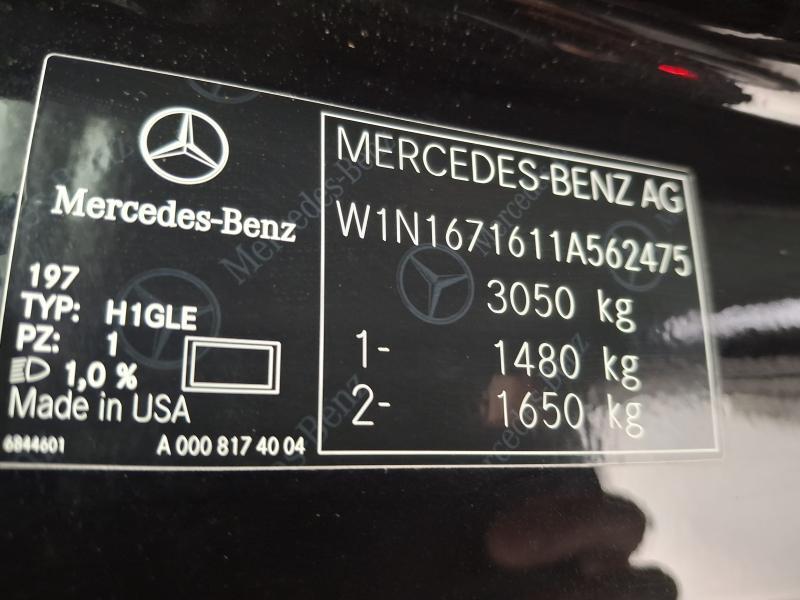 Mercedes-Benz
197
TYP: H1GLE
PZ: 1
1,0 %
Made in USA
6844601 A 000 817 40 04
MERCEDES-BENZ AG
W1N1671611A562475
3050 kg
1- 1480 kg
2- 1650 kg